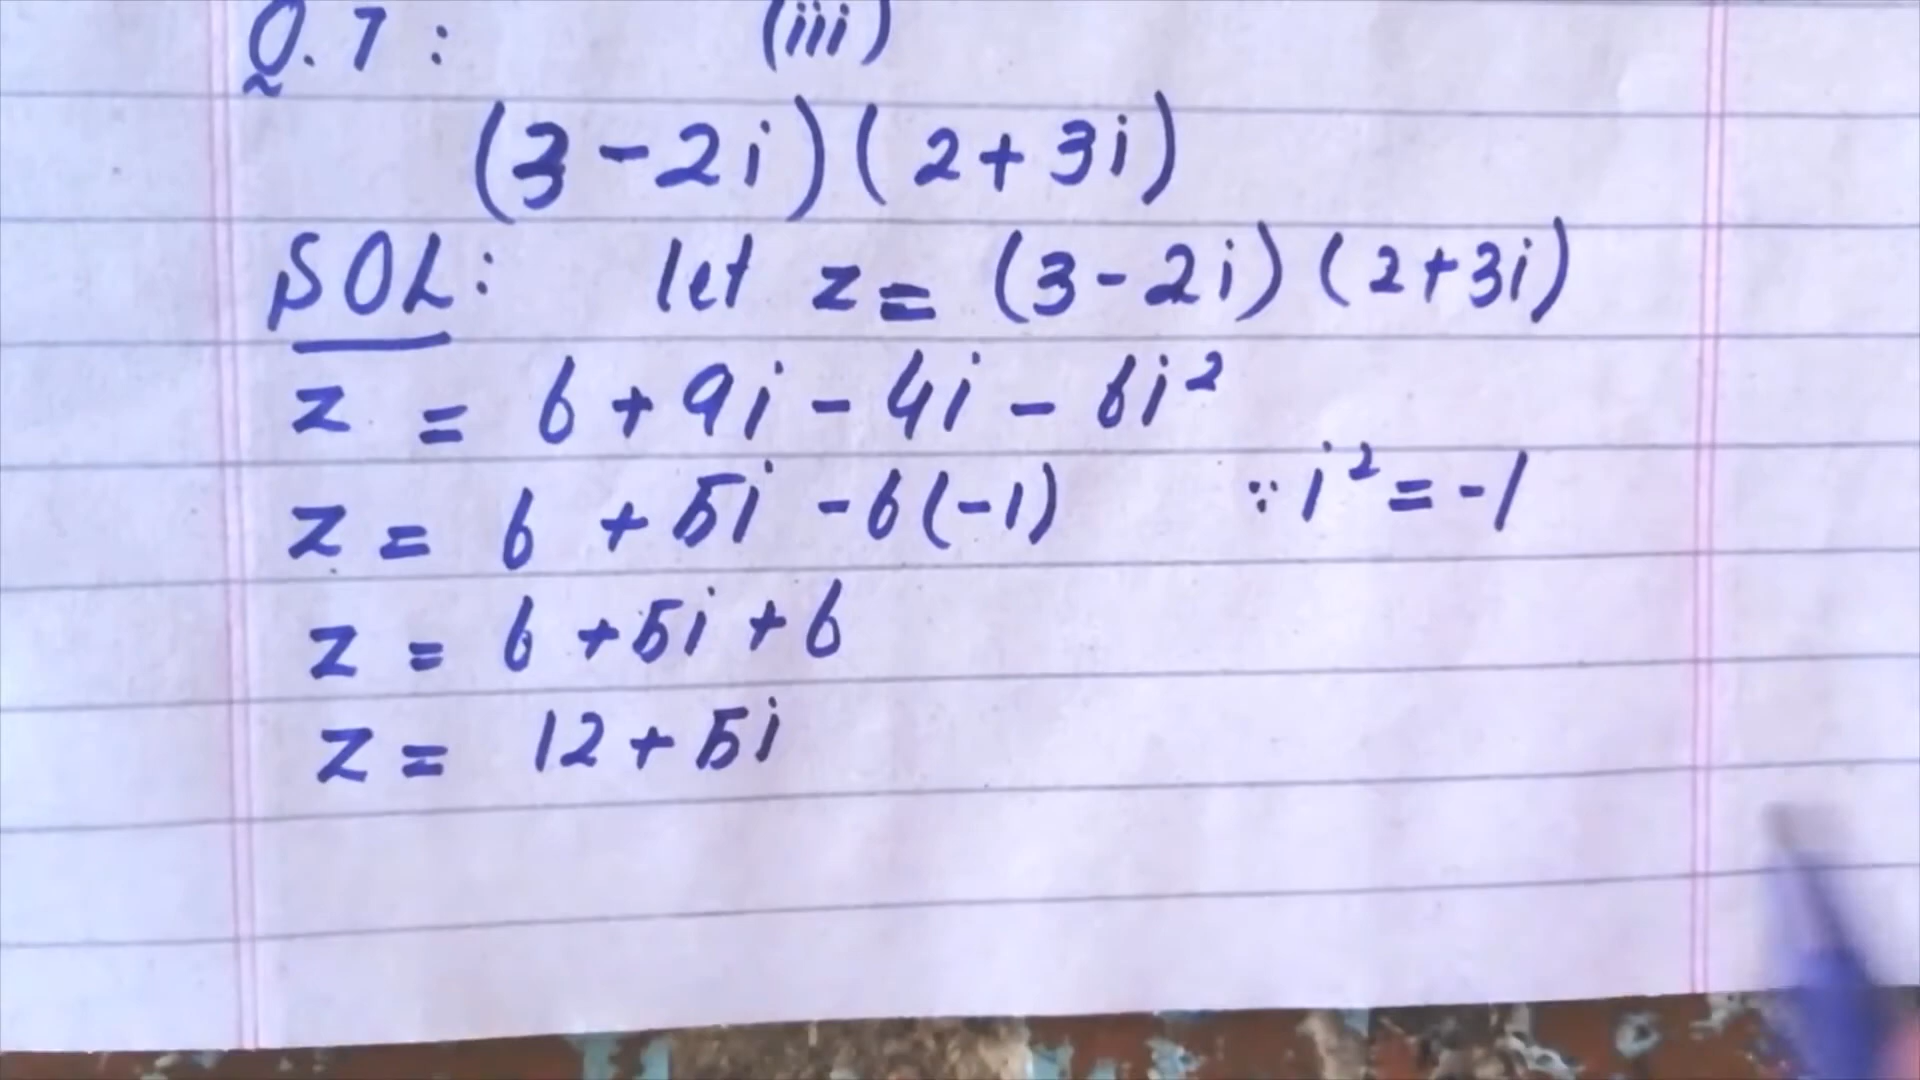 Q. 7 : (iii)
(3 - 2i) (2 + 3i)
SOL: let z = (3 - 2i) (2 + 3i)
z = 6 + 9i - 4i - 6i²
z = 6 + 5i - 6(-1) ∵ i² = -1
z = 6 + 5i + 6
z = 12 + 5i